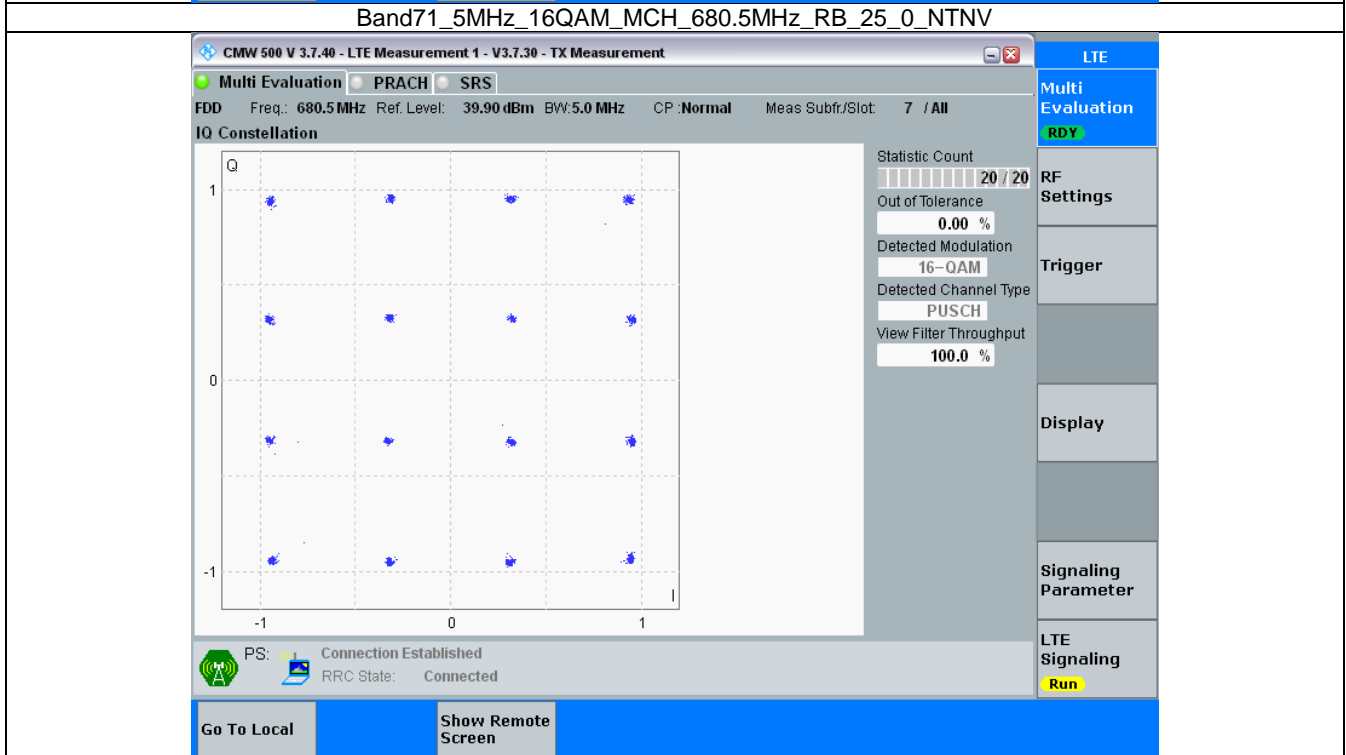 Band71_5MHz_16QAM_MCH_680.5MHz_RB_25_0_NTNV
CMW 500 V 3.7.40 - LTE Measurement 1 - V3.7.30 - TX Measurement
LTE
Multi Evaluation PRACH SRS
Multi
Evaluation
RDY
FDD Freq.: 680.5 MHz Ref. Level: 39.90 dBm BW:5.0 MHz CP :Normal Meas Subfr./Slot: 7 / All
IQ Constellation
Q
1
0
-1
-1 0 1
I
Statistic Count
20 / 20
Out of Tolerance
0.00 %
Detected Modulation
16-QAM
Detected Channel Type
PUSCH
View Filter Throughput
100.0 %
RF
Settings
Trigger
Display
Signaling
Parameter
LTE
Signaling
Run
PS: Connection Established
RRC State: Connected
Go To Local
Show Remote
Screen